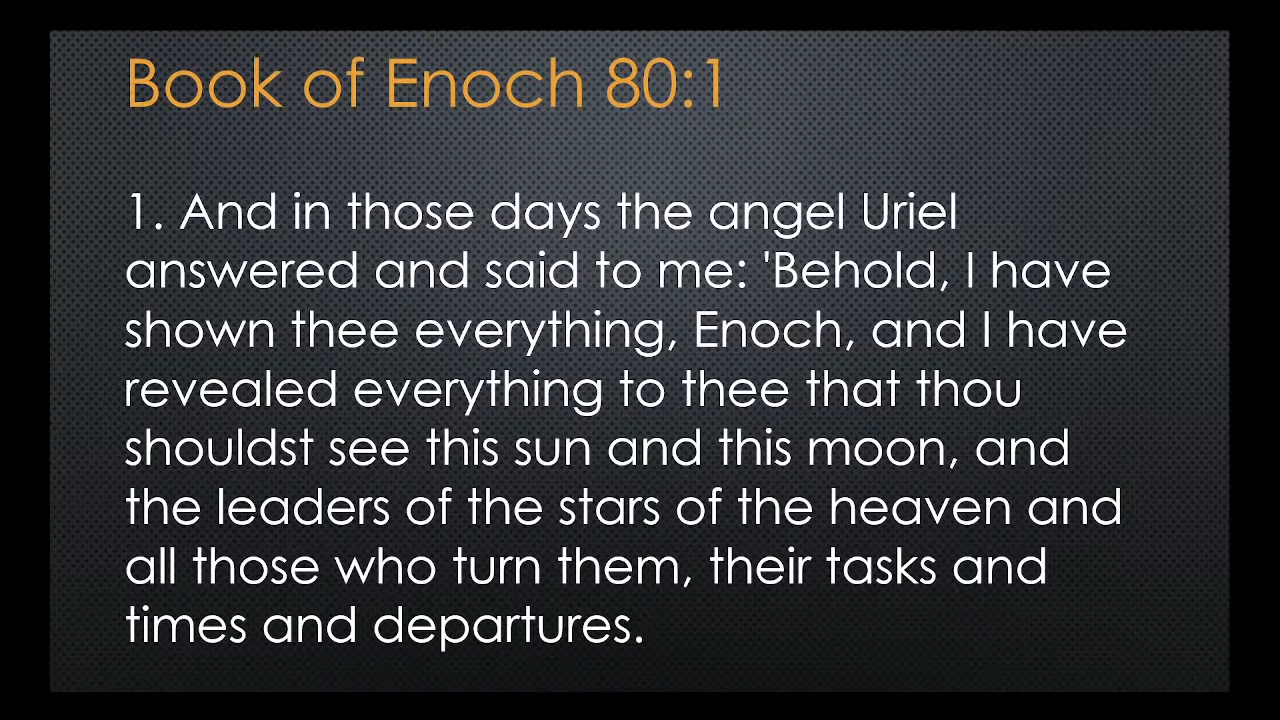 Book of Enoch 80:1
1. And in those days the angel Uriel
answered and said to me: 'Behold, I have
shown thee everything, Enoch, and I have
revealed everything to thee that thou
shouldst see this sun and this moon, and
the leaders of the stars of the heaven and
all those who turn them, their tasks and
times and departures.